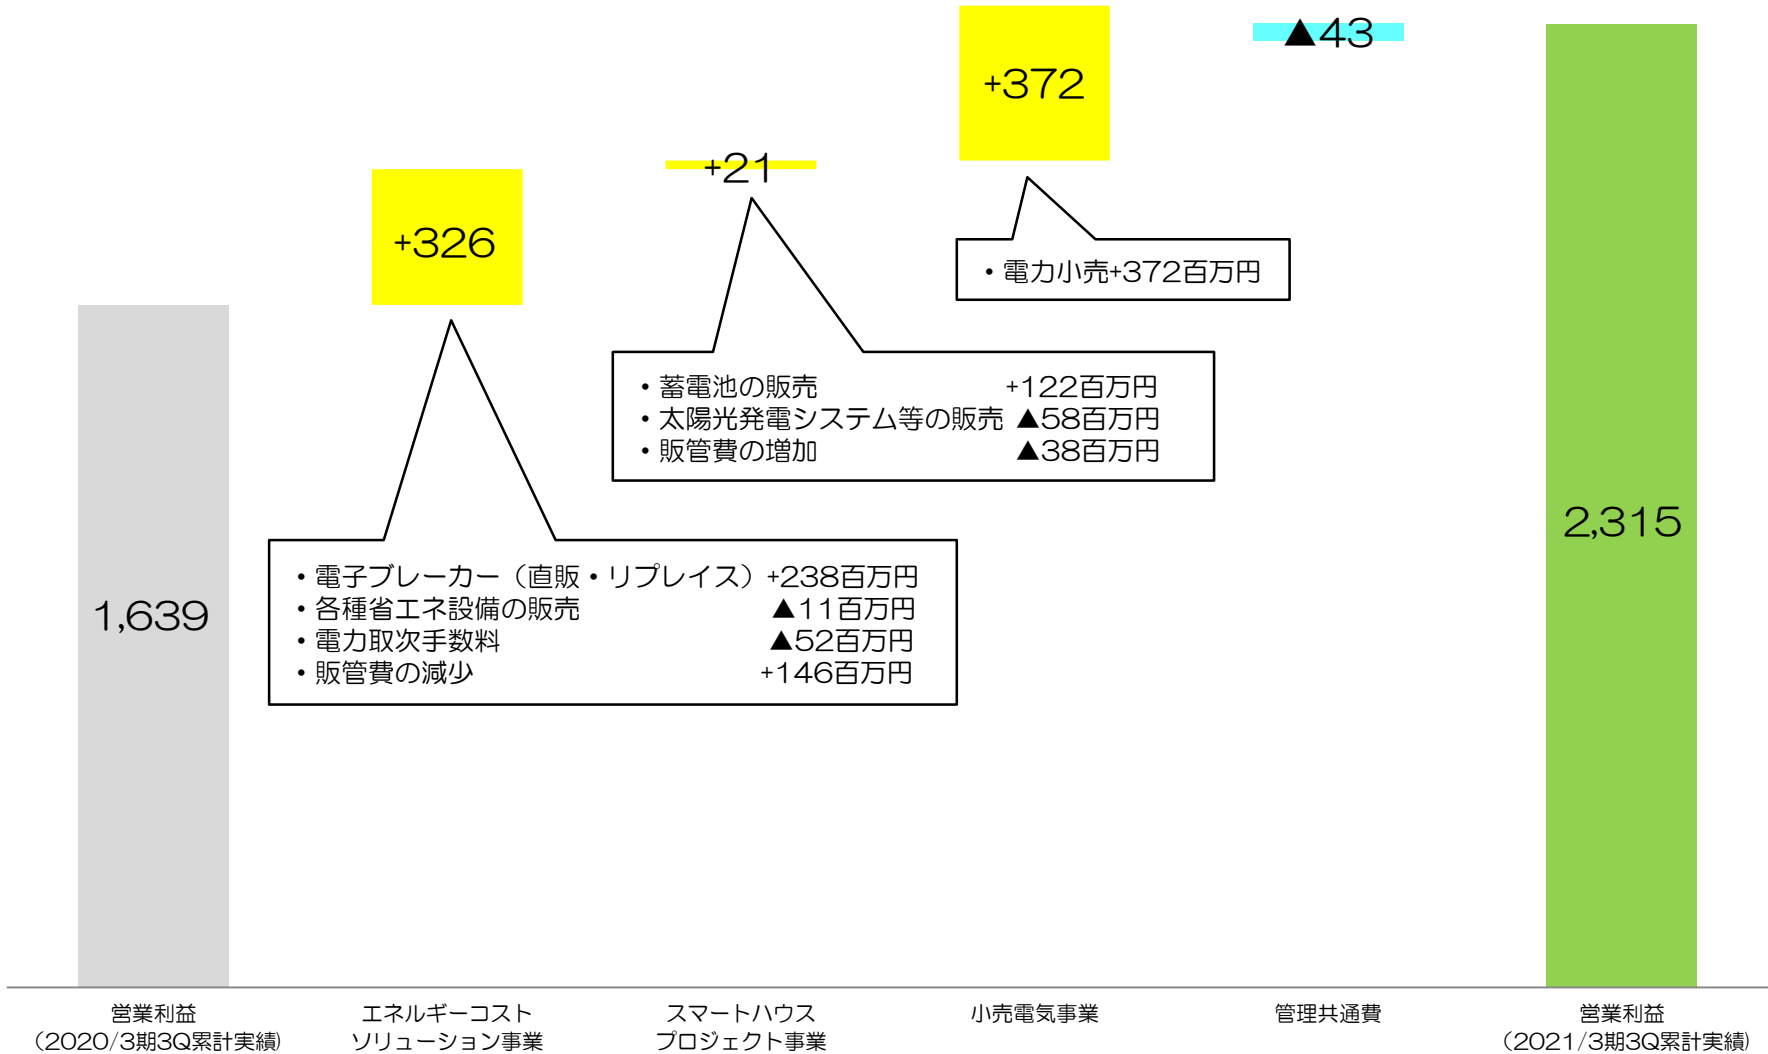 ▲43
+372
+21
+326
・電力小売+372百万円
・蓄電池の販売 +122百万円
・太陽光発電システム等の販売 ▲58百万円
・販管費の増加 ▲38百万円
2,315
・電子ブレーカー（直販・リプレイス）+238百万円
・各種省エネ設備の販売 ▲11百万円
・電力取次手数料 ▲52百万円
・販管費の減少 +146百万円
1,639
営業利益
（2020/3期3Q累計実績)
エネルギーコスト
ソリューション事業
スマートハウス
プロジェクト事業
小売電気事業
管理共通費
営業利益
（2021/3期3Q累計実績)